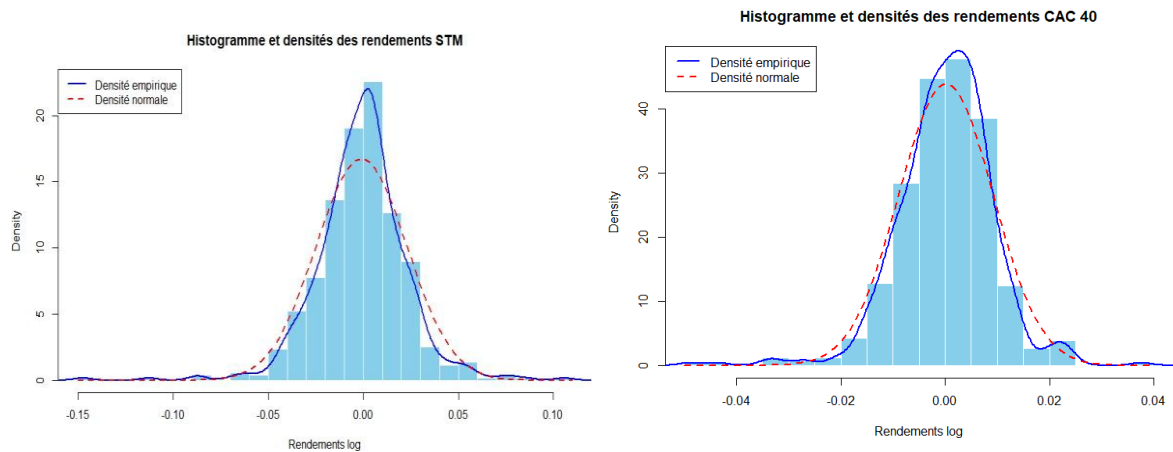 Histogramme et densités des rendements STM
Densité empirique
Densité normale
Density
0
5
10
15
20
-0.15
-0.10
-0.05
0.00
0.05
0.10
Rendements log
Histogramme et densités des rendements CAC 40
Densité empirique
Densité normale
Density
0
10
20
30
40
-0.04
-0.02
0.00
0.02
0.04
Rendements log